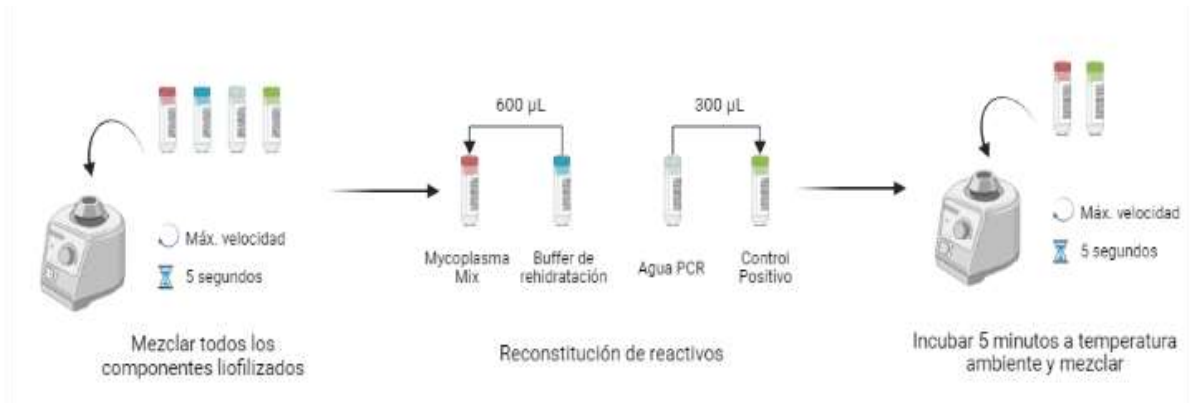 Máx. velocidad
5 segundos
Mezclar todos los
componentes liofilizados
600 µL
300 µL
Mycoplasma
Mix
Buffer de
rehidratación
Agua PCR
Control
Positivo
Reconstitución de reactivos
Máx. velocidad
5 segundos
Incubar 5 minutos a temperatura
ambiente y mezclar